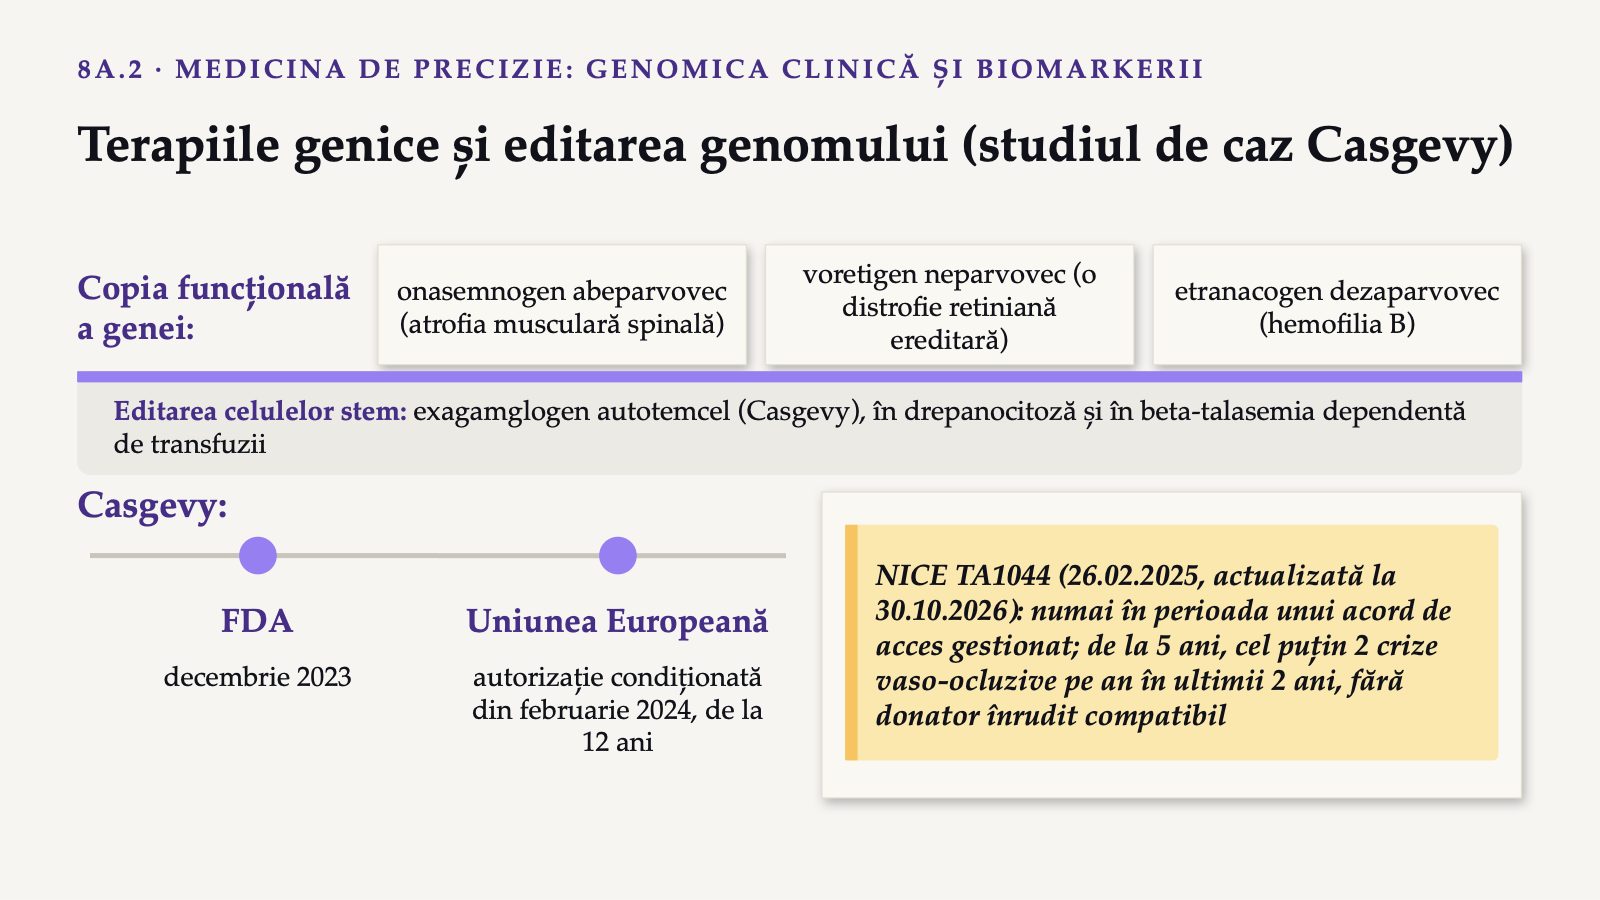 8A.2 · MEDICINA DE PRECIZIE: GENOMICA CLINICĂ ȘI BIOMARKERII
Terapiile genice și editarea genomului (studiul de caz Casgevy)
Copia funcțională
a genei:
onasemnogen abeparvovec
(atrofia musculară spinală)
voretigen neparvovec (o
distrofie retiniană
ereditară)
etranacogen dezaparvovec
(hemofilia B)
Editarea celulelor stem: exagamglogen autotemcel (Casgevy), în drepanocitoză și în beta-talasemia dependentă
de transfuzii
Casgevy:
FDA
decembrie 2023
Uniunea Europeană
autorizație condiționată
din februarie 2024, de la
12 ani
NICE TA1044 (26.02.2025, actualizată la
30.10.2026): numai în perioada unui acord de
acces gestionat; de la 5 ani, cel puțin 2 crize
vaso-ocluzive pe an în ultimii 2 ani, fără
donator înrudit compatibil